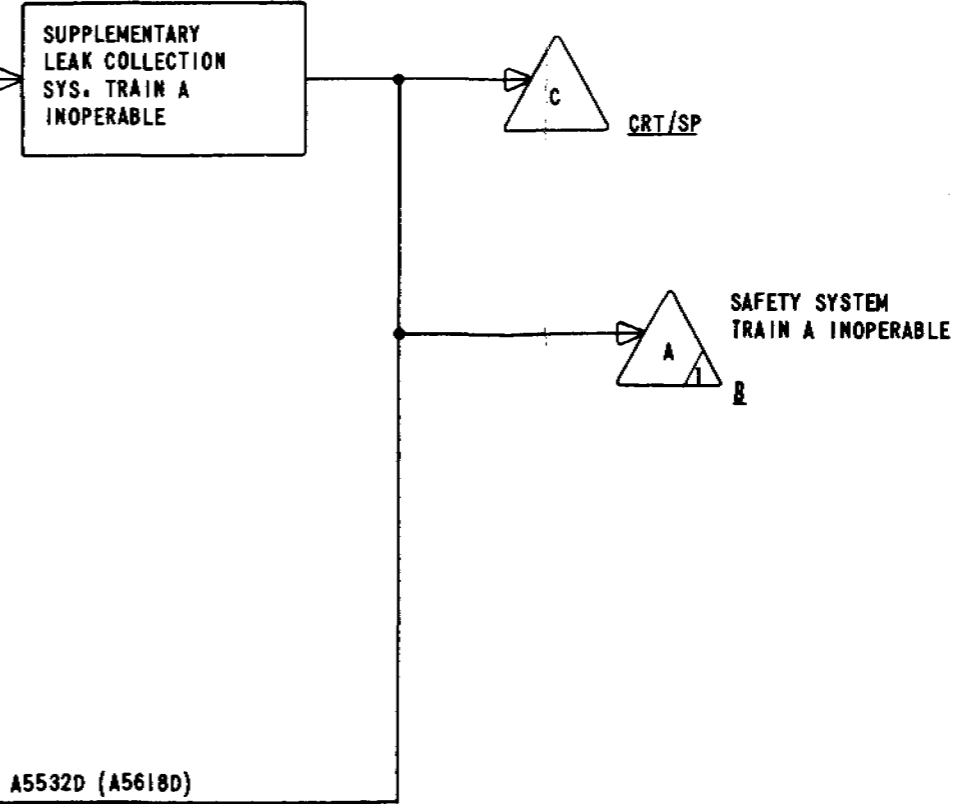 SUPPLEMENTARY
LEAK COLLECTION
SYS. TRAIN A
INOPERABLE
C
CRT/SP
SAFETY SYSTEM
TRAIN A INOPERABLE
A
1
B
A5532D (A5618D)